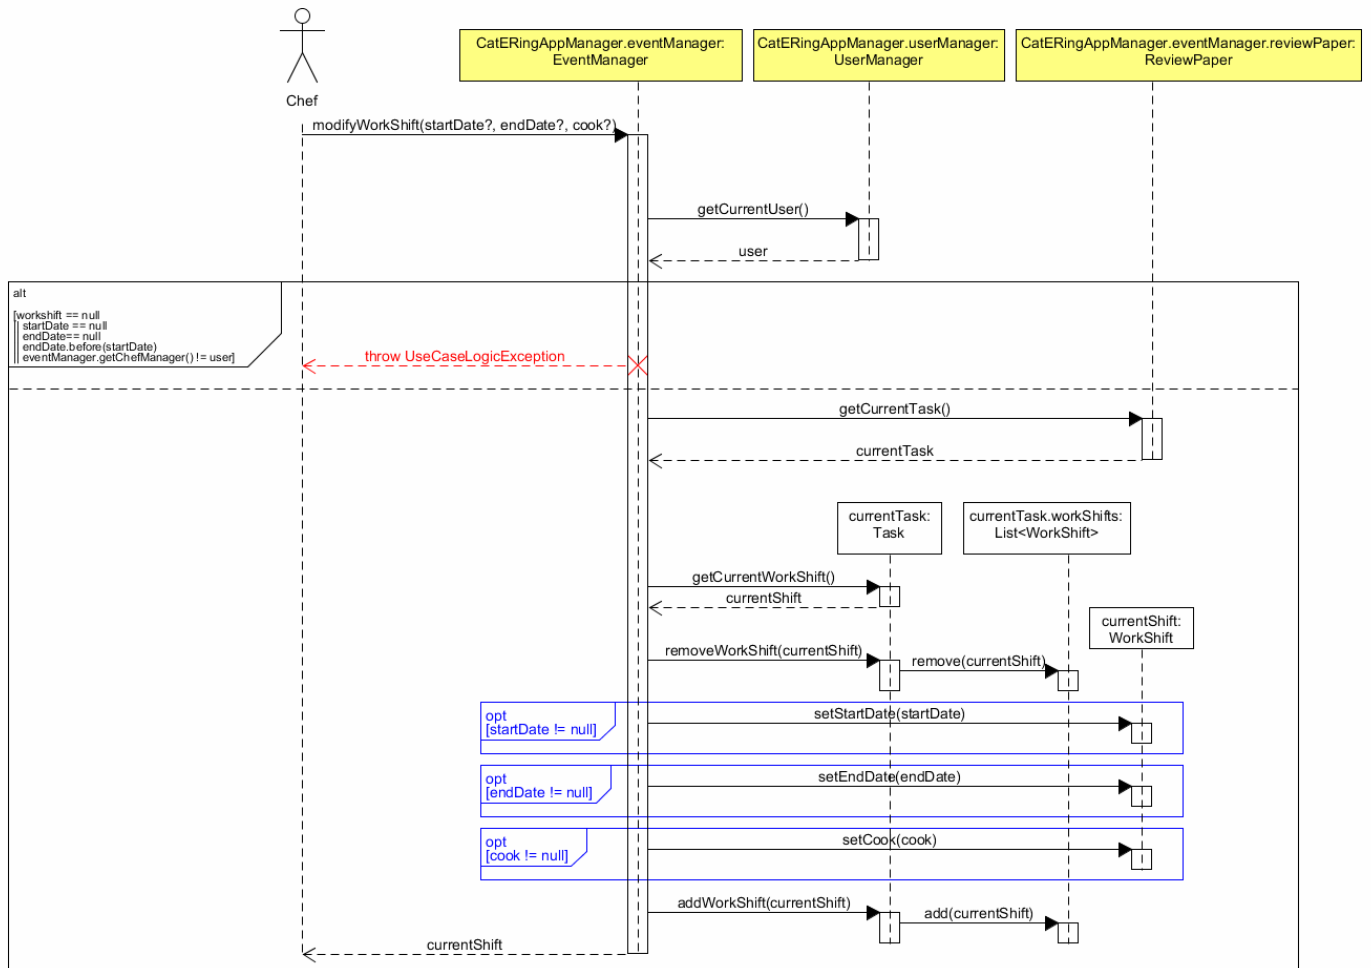 CatERingAppManager.eventManager:
EventManager
CatERingAppManager.userManager:
UserManager
CatERingAppManager.eventManager.reviewPaper:
ReviewPaper
Chef
modifyWorkShift(startDate?, endDate?, cook?)
getCurrentUser()
user
alt
[workshift == null
|| startDate == null
endDate== null
endDate.before(startDate)
|| eventManager.getChefManager() != user]
throw UseCaseLogicException
getCurrentTask()
currentTask
currentTask:
Task
currentTask.workShifts:
List<WorkShift>
getCurrentWorkShift()
currentShift
currentShift:
WorkShift
removeWorkShift(currentShift)
remove(currentShift)
opt
[startDate != null]
setStartDate(startDate)
opt
[endDate != null]
setEndDate(endDate)
opt
[cook != null]
setCook(cook)
addWorkShift(currentShift)
add(currentShift)
currentShift